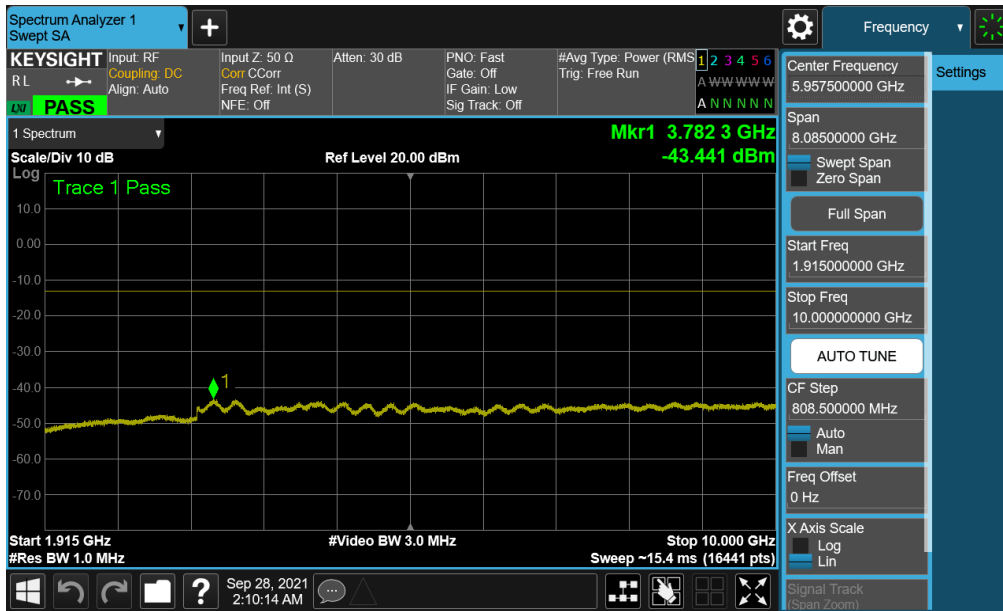 Spectrum Analyzer 1
Swept SA
Frequency
KEYSIGHT
R L
LXI PASS
Input: RF
Coupling: DC
Align: Auto
Input Z: 50 Ω
Corr CCorr
Freq Ref: Int (S)
NFE: Off
Atten: 30 dB
PNO: Fast
Gate: Off
IF Gain: Low
Sig Track: Off
#Avg Type: Power (RMS
Trig: Free Run
1 2 3 4 5 6
A W W W W W
A N N N N N
1 Spectrum
Scale/Div 10 dB
Ref Level 20.00 dBm
Mkr1 3.782 3 GHz
-43.441 dBm
Log
Trace 1 Pass
10.0
0.00
-10.0
-20.0
-30.0
-40.0
1
-50.0
-60.0
-70.0
Start 1.915 GHz
#Video BW 3.0 MHz
Stop 10.000 GHz
#Res BW 1.0 MHz
Sweep ~15.4 ms (16441 pts)
Center Frequency
5.957500000 GHz
Settings
Span
8.08500000 GHz
Swept Span
Zero Span
Full Span
Start Freq
1.915000000 GHz
Stop Freq
10.000000000 GHz
AUTO TUNE
CF Step
808.500000 MHz
Auto
Man
Freq Offset
0 Hz
X Axis Scale
Log
Lin
Signal Track
(Span Zoom)
?
Sep 28, 2021
2:10:14 AM